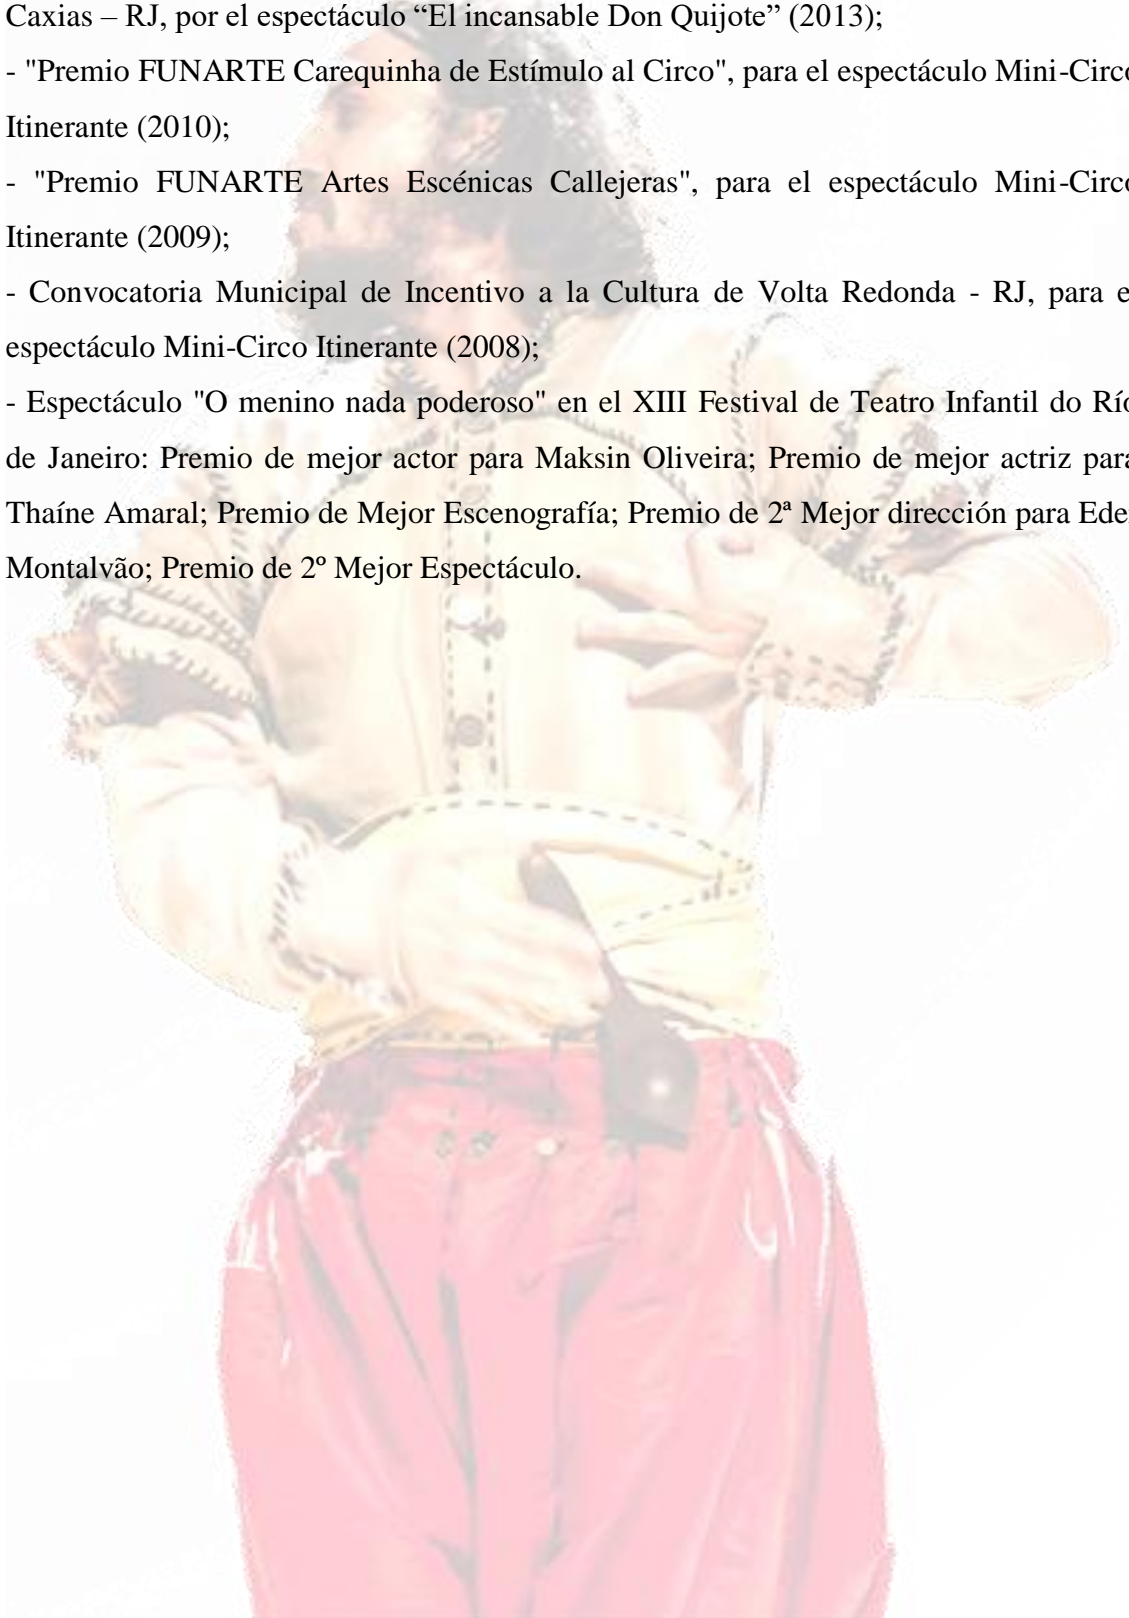 Caxias – RJ, por el espectáculo “El incansable Don Quijote” (2013);
- "Premio FUNARTE Carequinha de Estímulo al Circo", para el espectáculo Mini-Circo
Itinerante (2010);
- "Premio FUNARTE Artes Escénicas Callejeras", para el espectáculo Mini-Circo
Itinerante (2009);
- Convocatoria Municipal de Incentivo a la Cultura de Volta Redonda - RJ, para e
espectáculo Mini-Circo Itinerante (2008);
- Espectáculo "O menino nada poderoso" en el XIII Festival de Teatro Infantil do Río
de Janeiro: Premio de mejor actor para Maksin Oliveira; Premio de mejor actriz para
Thaíne Amaral; Premio de Mejor Escenografía; Premio de 2ª Mejor dirección para Eder
Montalvão; Premio de 2º Mejor Espectáculo.